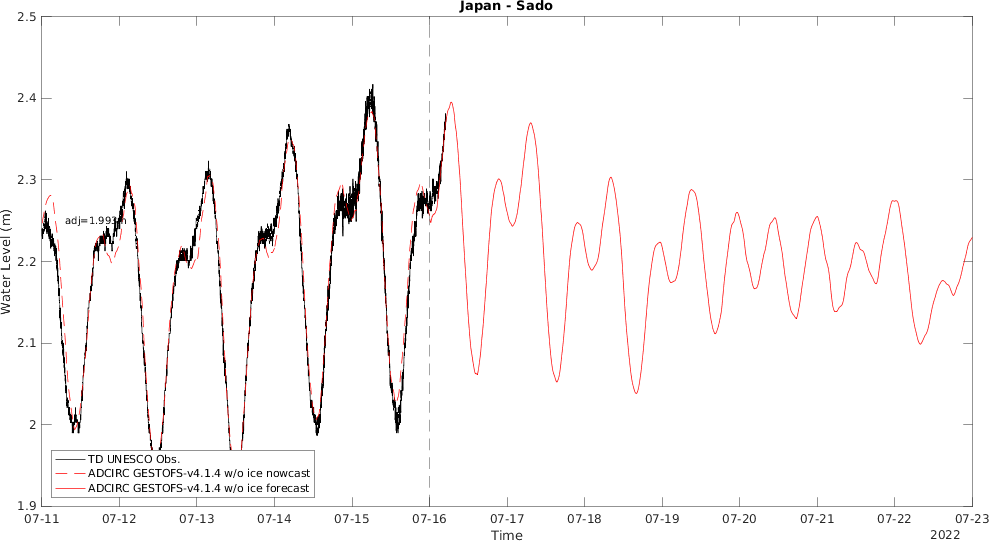 Japan - Sado
2.5
2.4
2.3
2.2
2.1
2
1.9
Water Level (m)
TD UNESCO Obs.
ADCIRC GESTOFS-v4.1.4 w/o ice nowcast
ADCIRC GESTOFS-v4.1.4 w/o ice forecast
07-11 07-12 07-13 07-14 07-15 07-16 07-17 07-18 07-19 07-20 07-21 07-22 07-23
Time
2022